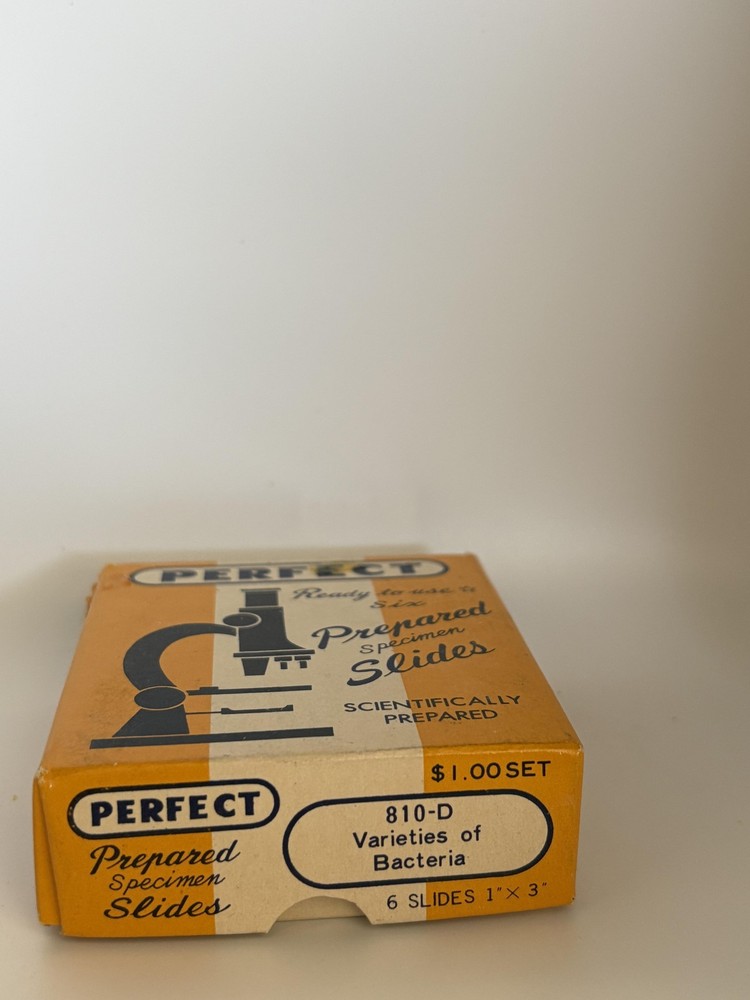 PERFECT
Ready to use
Six
Prepared
Specimen
Slides
SCIENTIFICALLY
PREPARED
$1.00 SET
PERFECT
Prepared
Specimen
Slides
810-D
Varieties of
Bacteria
6 SLIDES 1" X 3"